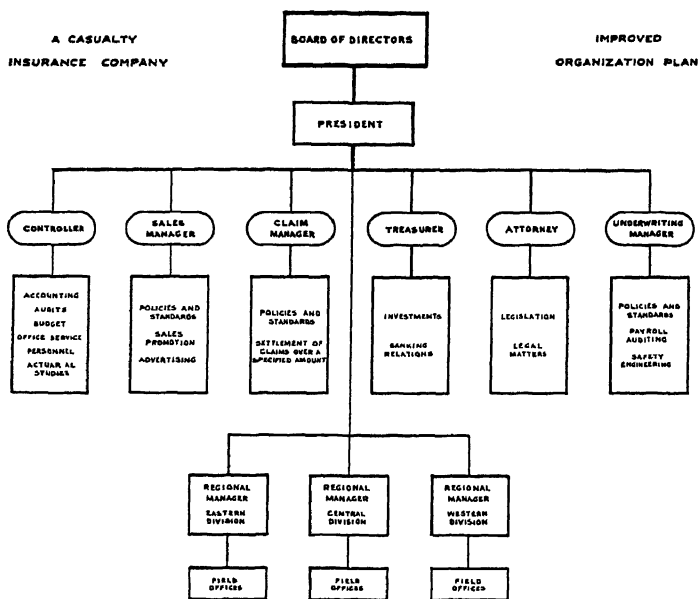 A CASUALTY
INSURANCE COMPANY
BOARD OF DIRECTORS
IMPROVED
ORGANIZATION PLAN
PRESIDENT
CONTROLLER
SALES
MANAGER
CLAIM
MANAGER
TREASURER
ATTORNEY
UNDERWRITING
MANAGER
ACCOUNTING
AUDITS
BUDGET
OFFICE SERVICE
PERSONNEL
ACTUARIAL
STUDIES
POLICIES AND
STANDARDS
SALES
PROMOTION
ADVERTISING
POLICIES AND
STANDARDS
SETTLEMENT OF
CLAIMS OVER A
SPECIFIED AMOUNT
INVESTMENTS
BANKING
RELATIONS
LEGISLATION
LEGAL
MATTERS
POLICIES AND
STANDARDS
PAYROLL
AUDITING
SAFETY
ENGINEERING
REGIONAL
MANAGER
EASTERN
DIVISION
REGIONAL
MANAGER
CENTRAL
DIVISION
REGIONAL
MANAGER
WESTERN
DIVISION
FIELD
OFFICES
FIELD
OFFICES
FIELD
OFFICES